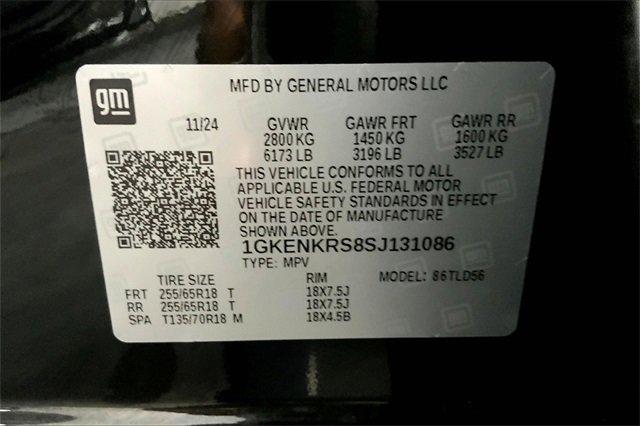 gm
MFD BY GENERAL MOTORS LLC
11/24 GVWR GAWR FRT GAWR RR
2800 KG 1450 KG 1600 KG
6173 LB 3196 LB 3527 LB
THIS VEHICLE CONFORMS TO ALL
APPLICABLE U.S. FEDERAL MOTOR
VEHICLE SAFETY STANDARDS IN EFFECT
ON THE DATE OF MANUFACTURE
SHOWN ABOVE.
1GKENKRS8SJ131086
TYPE: MPV
TIRE SIZE RIM MODEL: 86TLD56
FRT 255/65R18 T 18X7.5J
RR 255/65R18 T 18X7.5J
SPA T135/70R18 M 18X4.5B